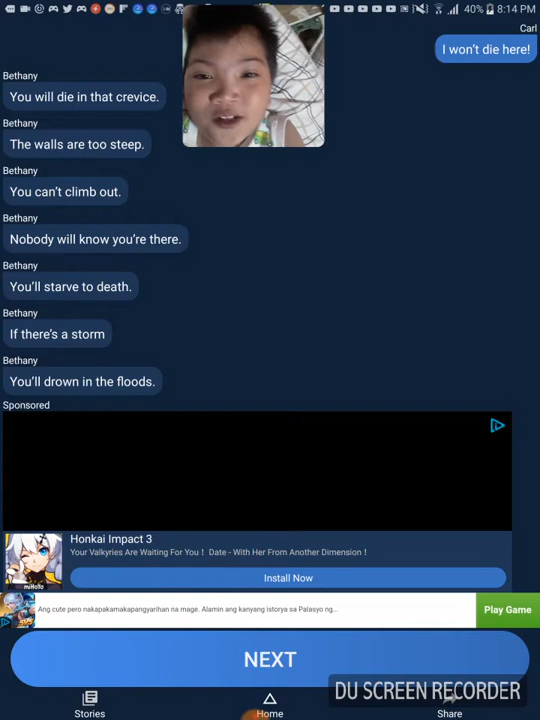 40% 8:14 PM
Carl
I won't die here!
Bethany
You will die in that crevice.
Bethany
The walls are too steep.
Bethany
You can't climb out.
Bethany
Nobody will know you're there.
Bethany
You'll starve to death.
Bethany
If there's a storm
Bethany
You'll drown in the floods.
Sponsored
Honkai Impact 3
Your Valkyries Are Waiting For You！ Date - With Her From Another Dimension！
miHoYo
Install Now
Ang cute pero nakapakamakapangyarihan na mage. Alamin ang kanyang istorya sa Palasyo ng...
Play Game
NEXT
DU SCREEN RECORDER
Stories
Home
Share